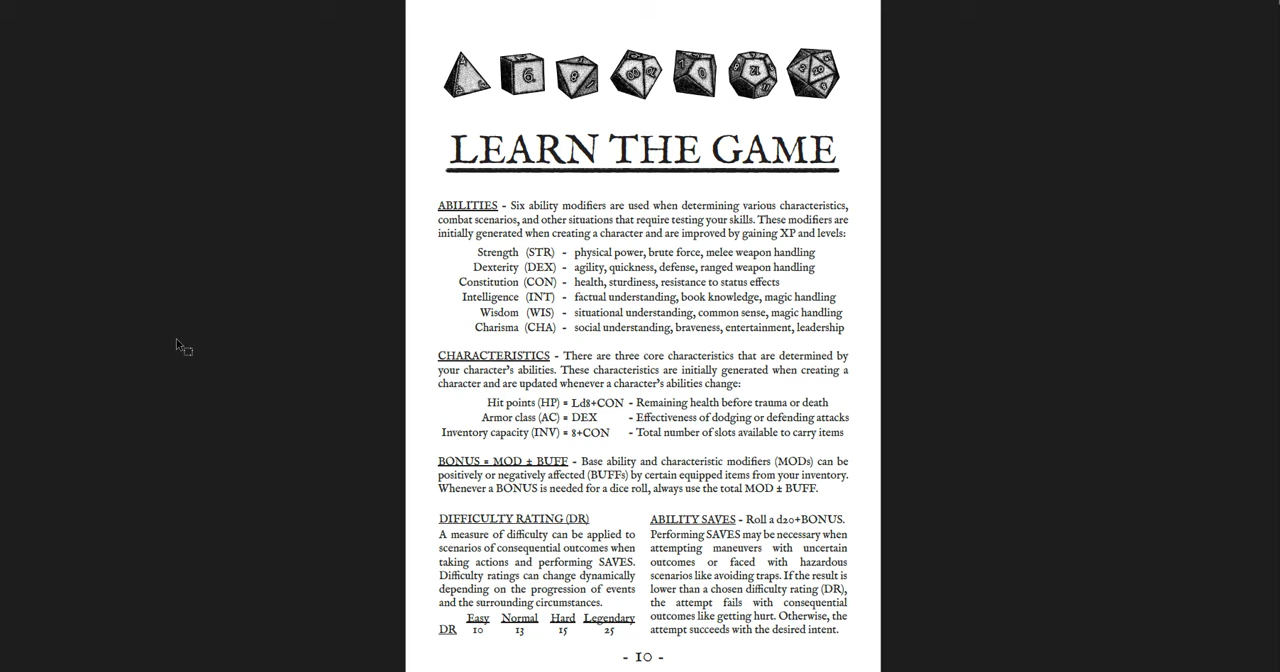 LEARN THE GAME
ABILITIES - Six ability modifiers are used when determining various characteristics,
combat scenarios, and other situations that require testing your skills. These modifiers are
initially generated when creating a character and are improved by gaining XP and levels:
Strength (STR) - physical power, brute force, melee weapon handling
Dexterity (DEX) - agility, quickness, defense, ranged weapon handling
Constitution (CON) - health, sturdiness, resistance to status effects
Intelligence (INT) - factual understanding, book knowledge, magic handling
Wisdom (WIS) - situational understanding, common sense, magic handling
Charisma (CHA) - social understanding, braveness, entertainment, leadership
CHARACTERISTICS - There are three core characteristics that are determined by
your character's abilities. These characteristics are initially generated when creating a
character and are updated whenever a character's abilities change:
Hit points (HP) = Ld8+CON - Remaining health before trauma or death
Armor class (AC) = DEX - Effectiveness of dodging or defending attacks
Inventory capacity (INV) = 8+CON - Total number of slots available to carry items
BONUS = MOD ± BUFF - Base ability and characteristic modifiers (MODs) can be
positively or negatively affected (BUFFs) by certain equipped items from your inventory.
Whenever a BONUS is needed for a dice roll, always use the total MOD ± BUFF.
DIFFICULTY RATING (DR)
A measure of difficulty can be applied to
scenarios of consequential outcomes when
taking actions and performing SAVES.
Difficulty ratings can change dynamically
depending on the progression of events
and the surrounding circumstances.
Easy Normal Hard Legendary
DR 10 13 15 25
ABILITY SAVES - Roll a d20+BONUS.
Performing SAVES may be necessary when
attempting maneuvers with uncertain
outcomes or faced with hazardous
scenarios like avoiding traps. If the result is
lower than a chosen difficulty rating (DR),
the attempt fails with consequential
outcomes like getting hurt. Otherwise, the
attempt succeeds with the desired intent.
- 10 -